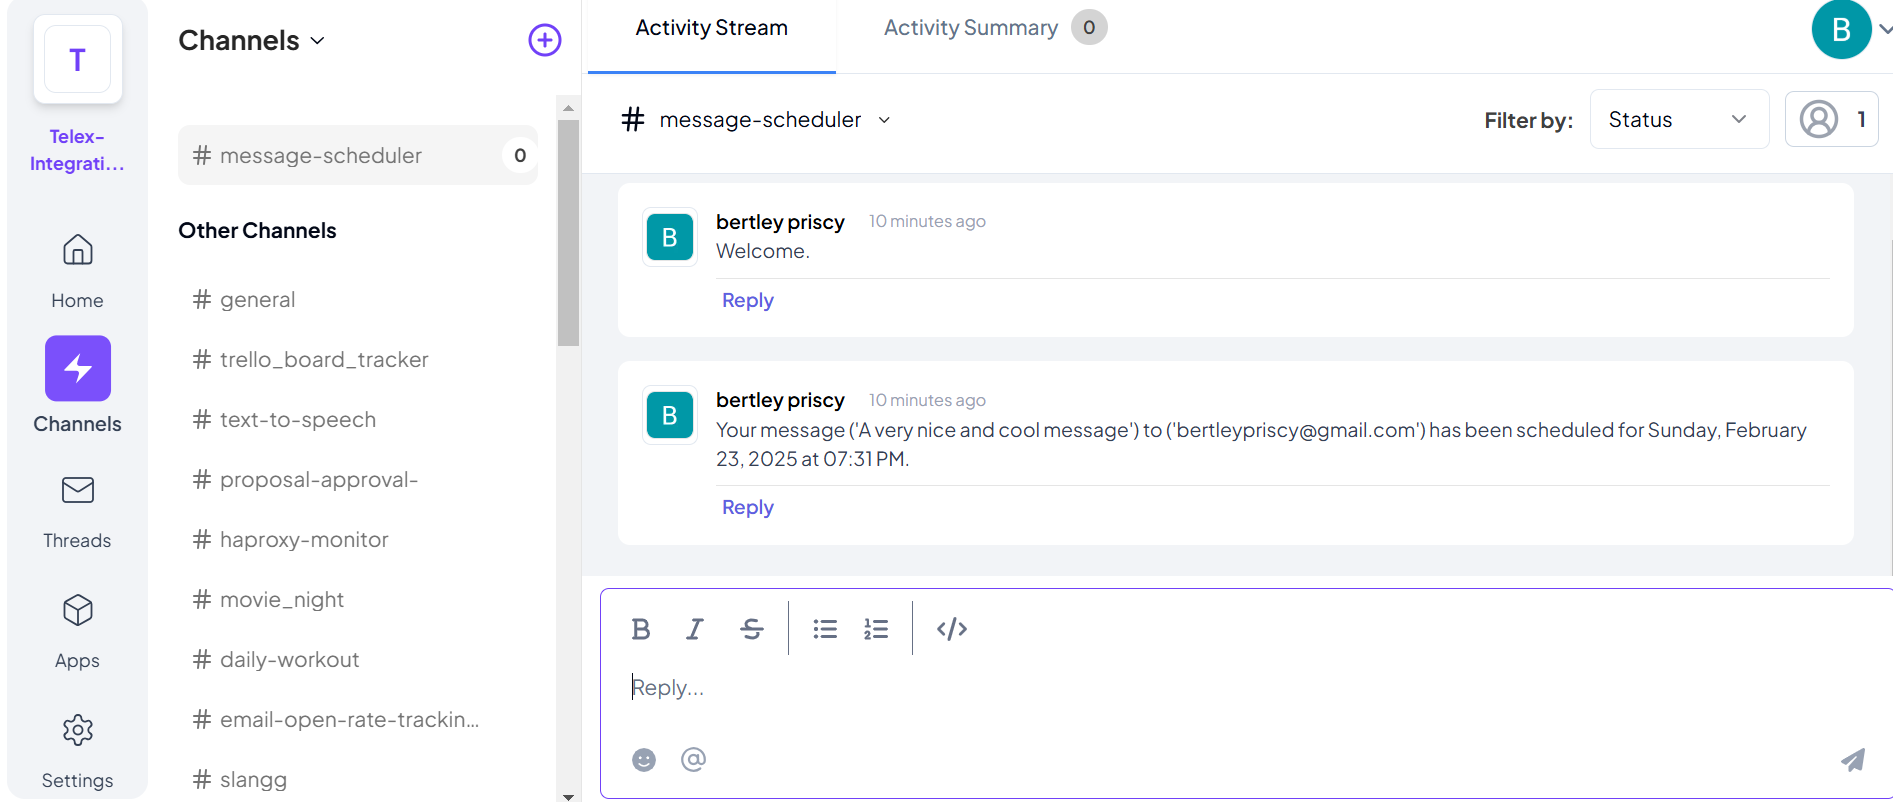 T
Telex-
Integrati...
Home
Channels
Threads
Apps
Settings
Channels
# message-scheduler 0
Other Channels
# general
# trello_board_tracker
# text-to-speech
# proposal-approval-
# haproxy-monitor
# movie_night
# daily-workout
# email-open-rate-trackin...
# slangg
Activity Stream
Activity Summary 0
B
# message-scheduler
Filter by:
Status
1
B
bertley priscy 10 minutes ago
Welcome.
Reply
B
bertley priscy 10 minutes ago
Your message ('A very nice and cool message') to ('bertleypriscy@gmail.com') has been scheduled for Sunday, February
23, 2025 at 07:31 PM.
Reply
B I S </>
Reply...
@